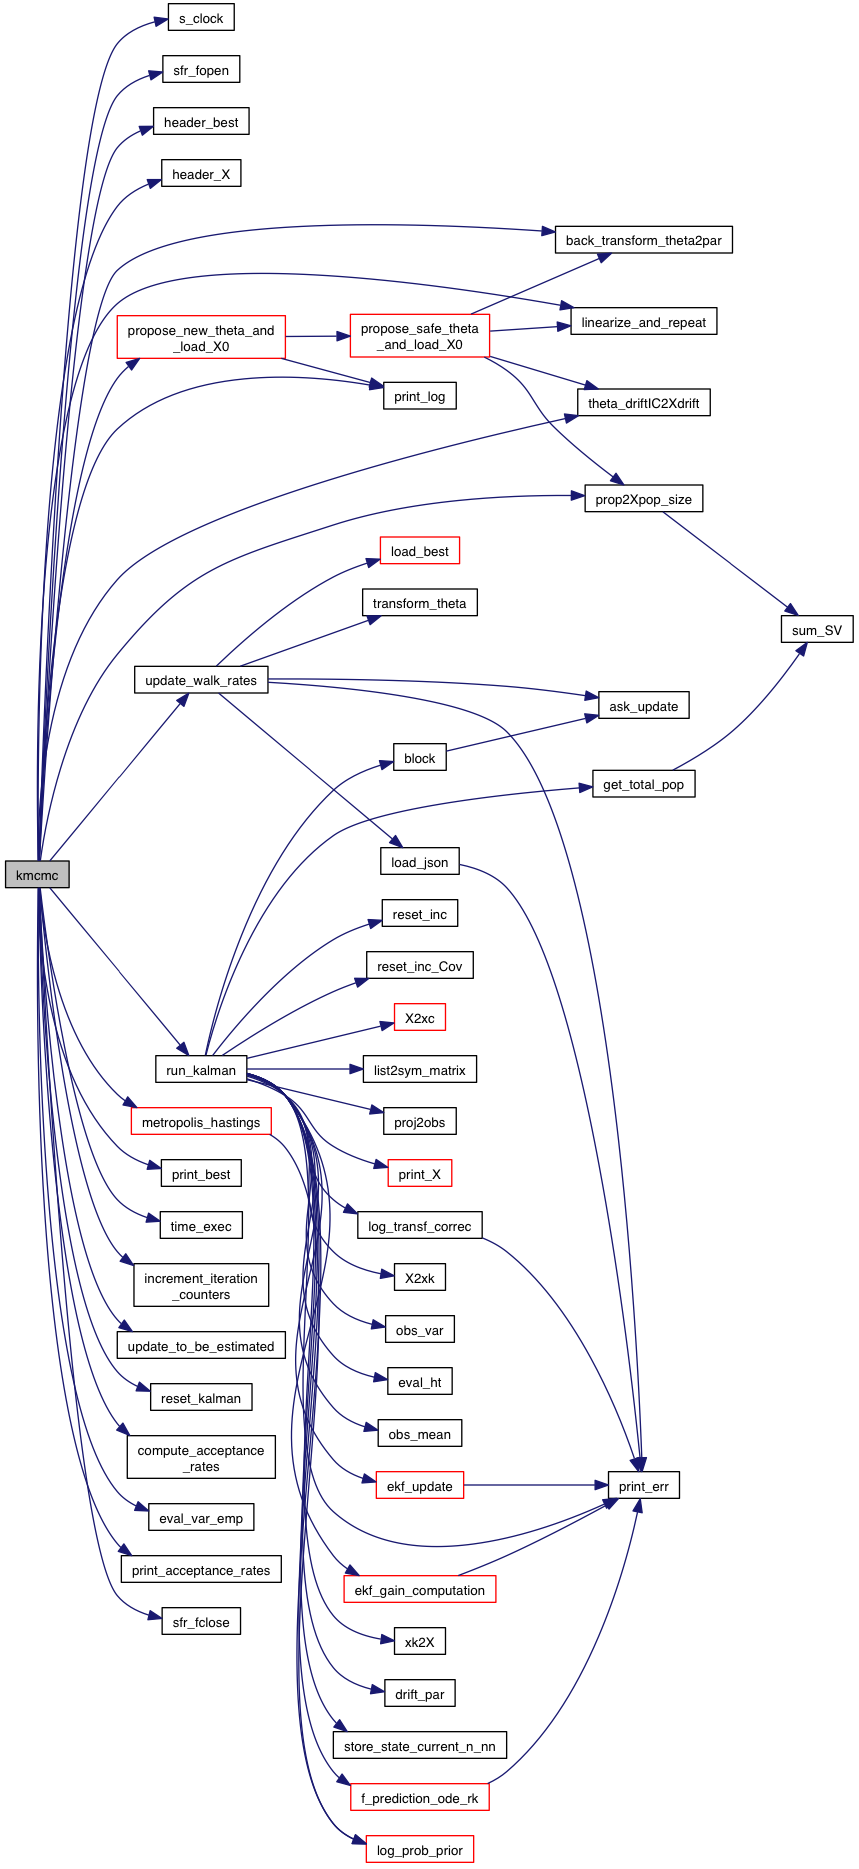 s_clock
sfr_fopen
header_best
header_X
back_transform_theta2par
linearize_and_repeat
propose_new_theta_and
_load_X0
propose_safe_theta
_and_load_X0
print_log
theta_driftIC2Xdrift
prop2Xpop_size
load_best
transform_theta
sum_SV
update_walk_rates
ask_update
block
get_total_pop
load_json
kmcmc
reset_inc
reset_inc_Cov
X2xc
run_kalman
list2sym_matrix
metropolis_hastings
proj2obs
print_best
print_X
time_exec
log_transf_correc
increment_iteration
_counters
X2xk
update_to_be_estimated
obs_var
reset_kalman
eval_ht
compute_acceptance
_rates
obs_mean
ekf_update
print_err
eval_var_emp
print_acceptance_rates
ekf_gain_computation
sfr_fclose
xk2X
drift_par
store_state_current_n_nn
f_prediction_ode_rk
log_prob_prior